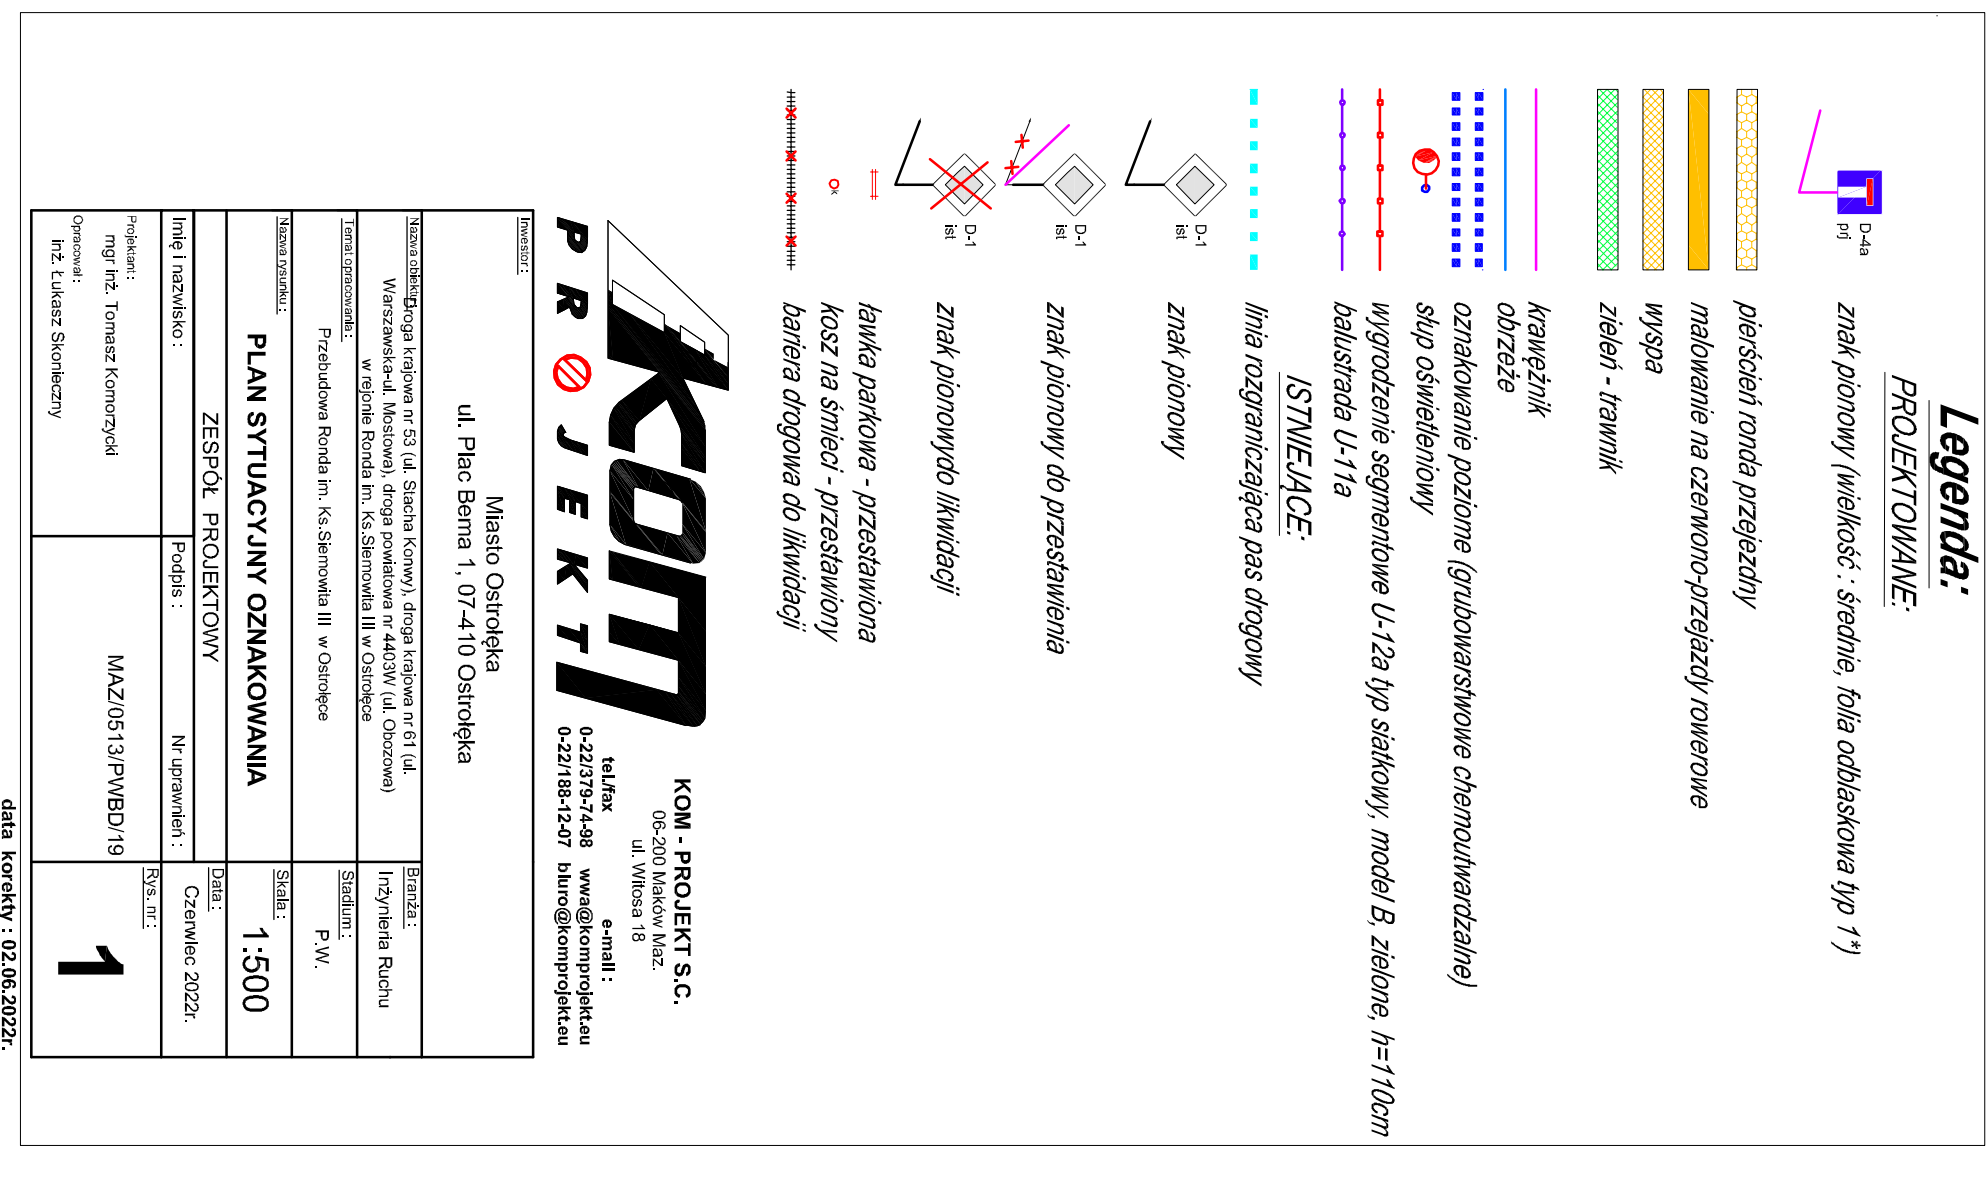 Legenda:
PROJEKTOWANE:
D-4a
prj
znak pionowy (wielkość : średnie, folia odblaskowa typ 1*)
pierścień ronda przejezdny
malowanie na czerwono-przejazdy rowerowe
wyspa
zieleń - trawnik
krawężnik
obrzeże
oznakowanie poziome (grubowarstwowe chemoutwardzalne)
słup oświetleniowy
wygrodzenie segmentowe U-12a typ siatkowy, model B, zielone, h=110cm
balustrada U-11a
ISTNIEJĄCE:
linia rozgraniczająca pas drogowy
D-1
ist
znak pionowy
D-1
ist
znak pionowy do przestawienia
D-1
ist
znak pionowydo likwidacji
ławka parkowa - przestawiona
k
kosz na śmieci - przestawiony
bariera drogowa do likwidacji
KOM
PROJEKT
KOM - PROJEKT S.C.
06-200 Maków Maz.
ul. Witosa 18
tel./fax e-mail :
0-22/379-74-98 wwa@komprojekt.eu
0-22/188-12-07 biuro@komprojekt.eu
Inwestor :
Miasto Ostrołęka
ul. Plac Bema 1, 07-410 Ostrołęka
Nazwa obiektu :
Droga krajowa nr 53 (ul. Stacha Konwy), droga krajowa nr 61 (ul.
Warszawska-ul. Mostowa), droga powiatowa nr 4403W (ul. Obozowa)
w rejonie Ronda im. Ks.Siemowita III w Ostrołęce
Branża :
Inżynieria Ruchu
Temat opracowania :
Przebudowa Ronda im. Ks.Siemowita III w Ostrołęce
Stadium :
P.W.
Nazwa rysunku :
PLAN SYTUACYJNY OZNAKOWANIA
Skala :
1:500
ZESPÓŁ PROJEKTOWY
Data :
Czerwiec 2022r.
Imię i nazwisko :
Podpis :
Nr uprawnień :
Rys. nr :
1
Projektant :
mgr inż. Tomasz Komorzycki
MAZ/0513/PWBD/19
Opracował :
inż. Łukasz Skonieczny
data korekty : 02.06.2022r.